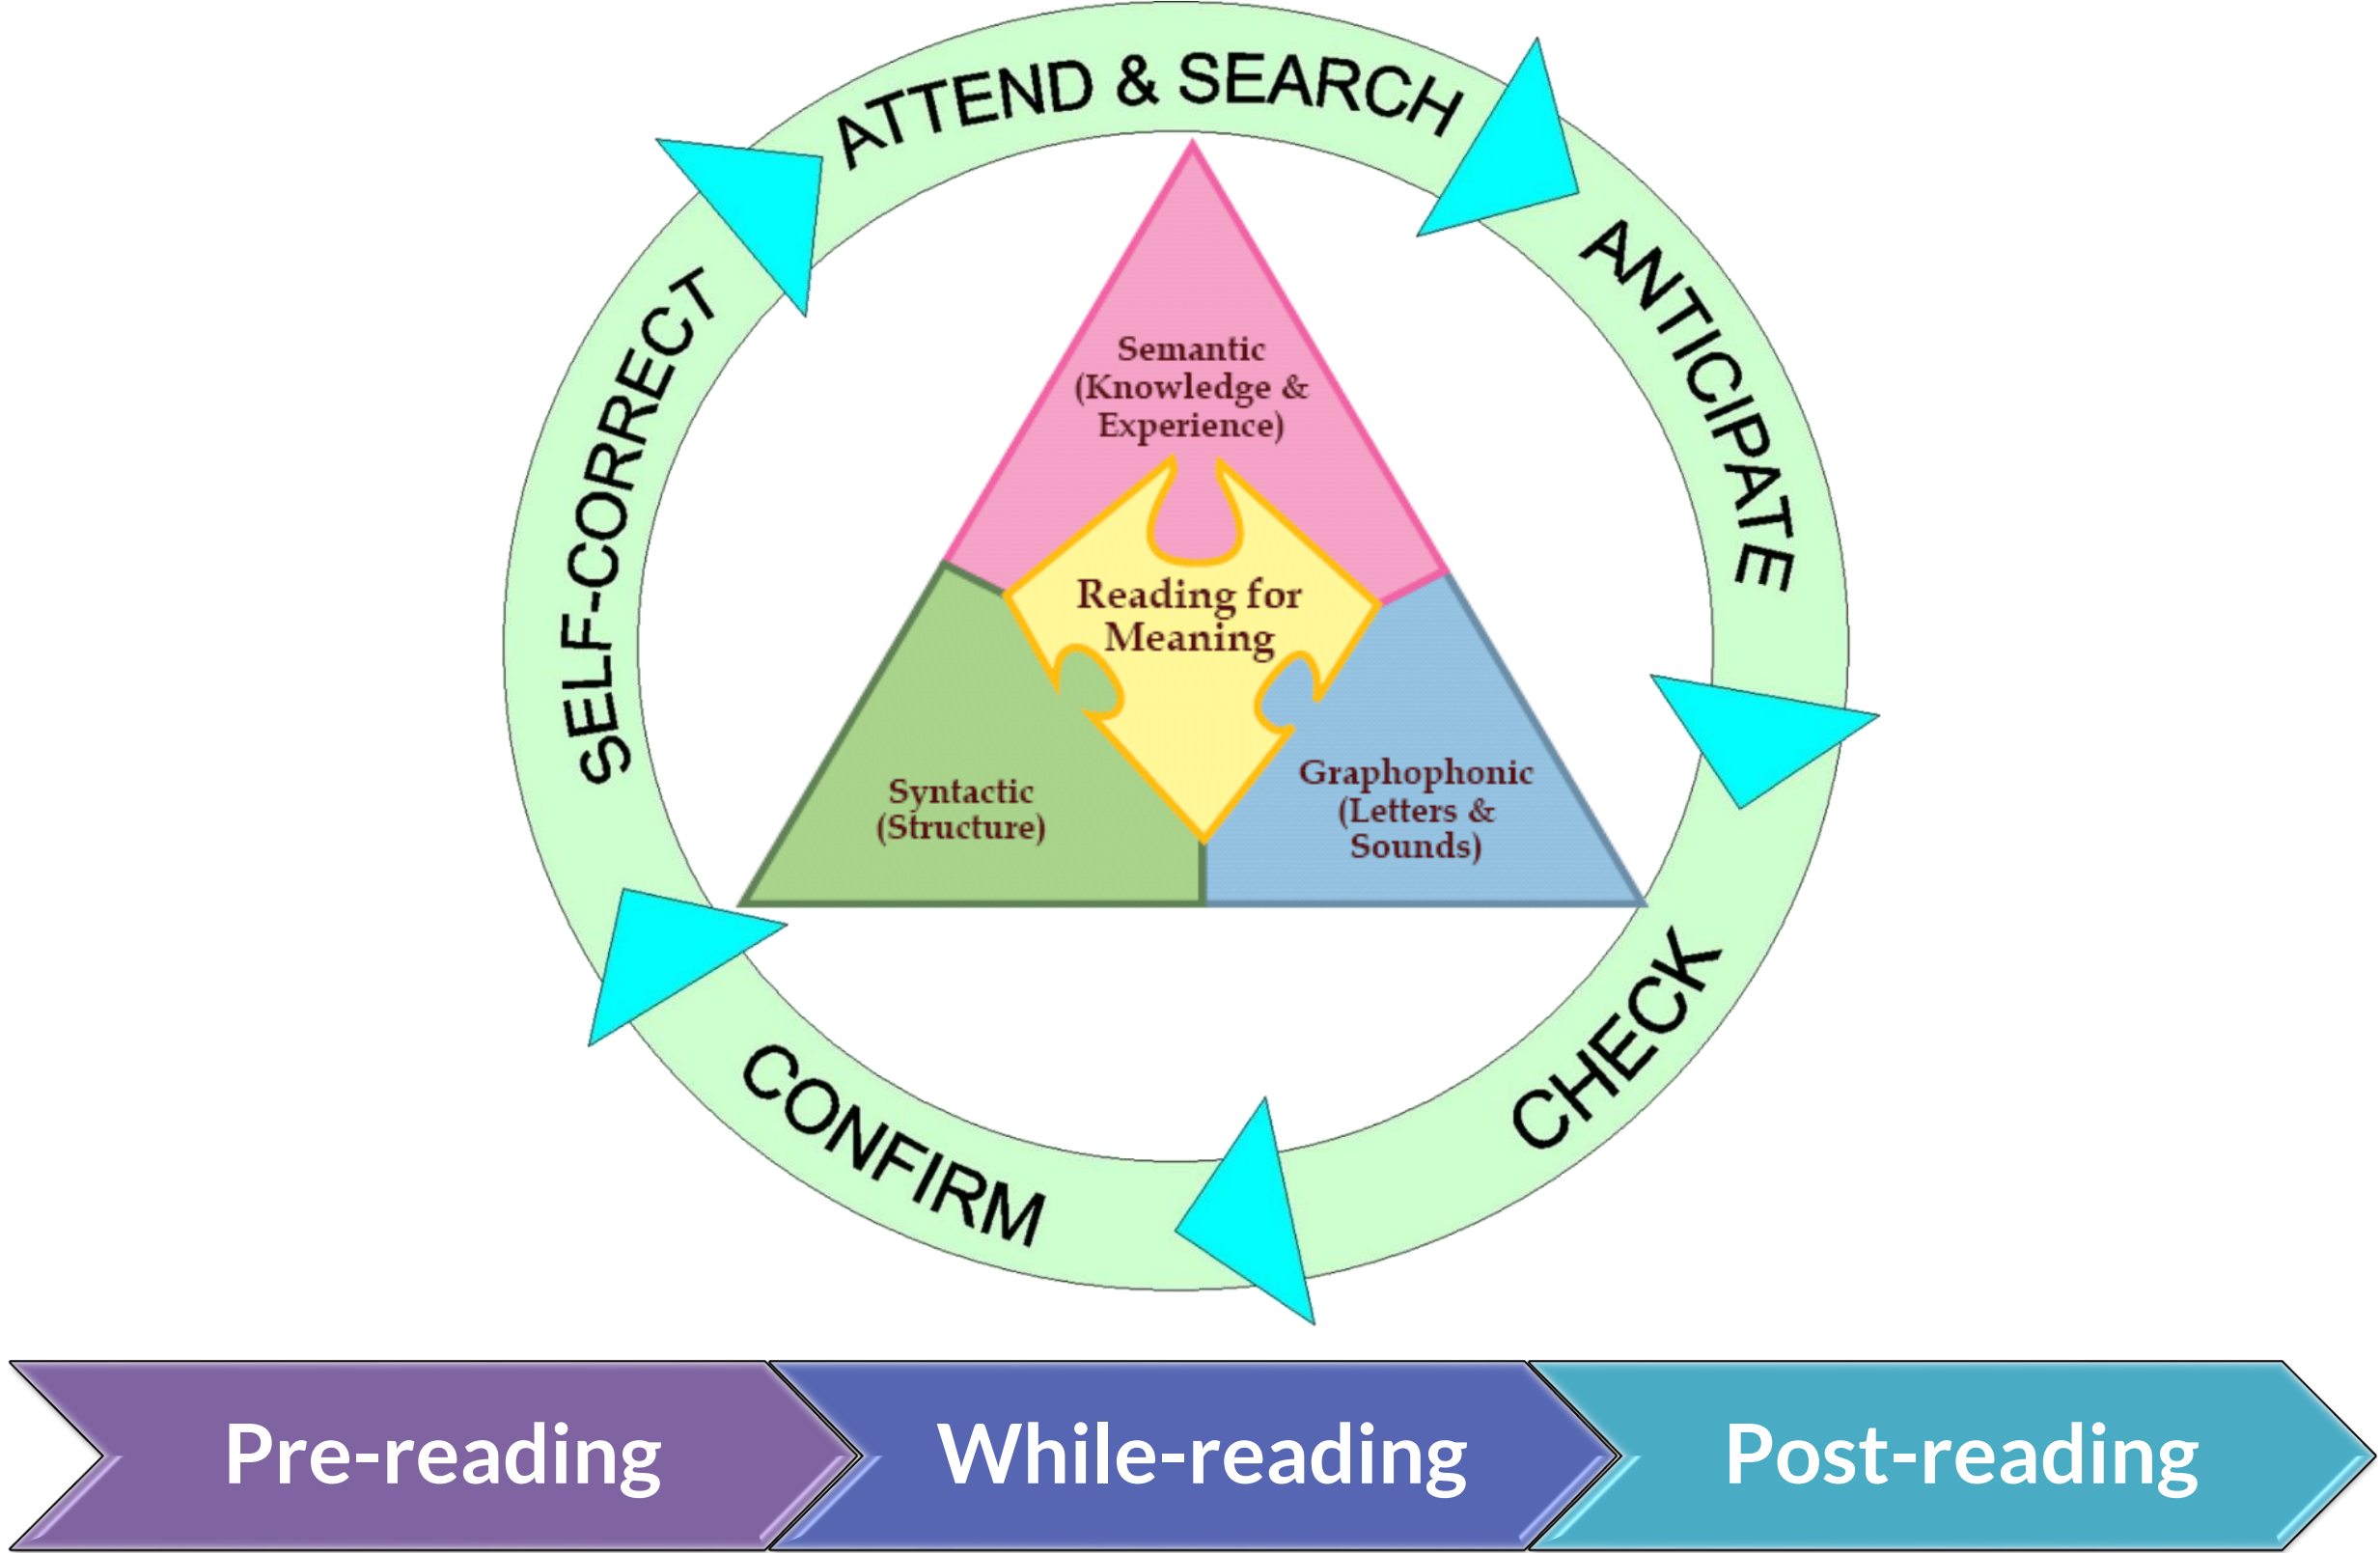 ATTEND & SEARCH
ANTICIPATE
CHECK
CONFIRM
SELF-CORRECT
Semantic
(Knowledge &
Experience)
Reading for
Meaning
Syntactic
(Structure)
Graphophonic
(Letters &
Sounds)
Pre-reading
While-reading
Post-reading